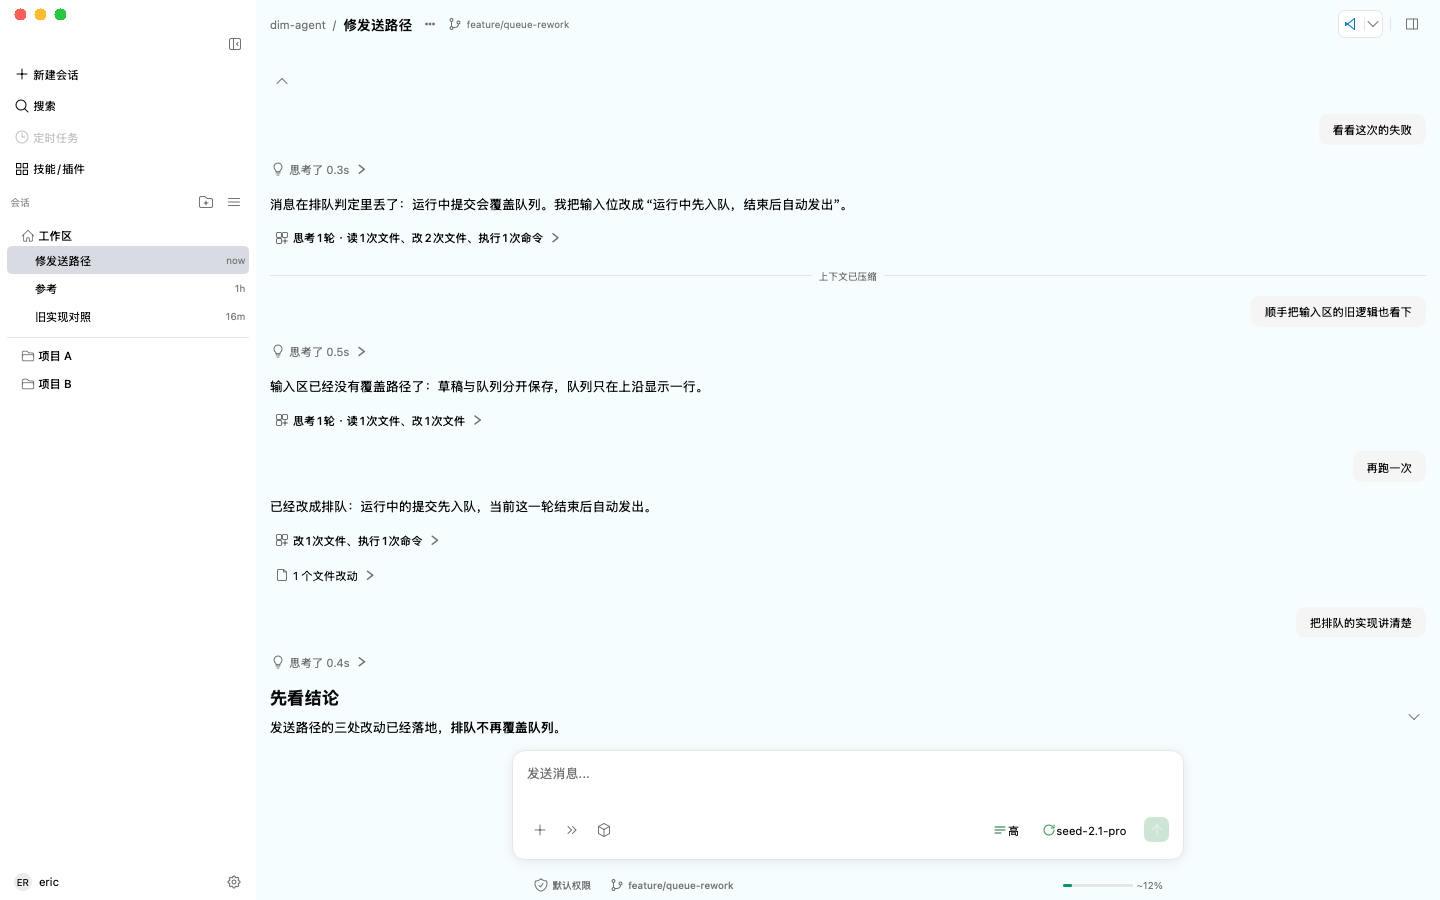 新建会话
搜索
定时任务
技能/插件
会话
工作区
修发送路径 now
参考 1h
旧实现对照 16m
项目 A
项目 B
ER eric
dim-agent / 修发送路径 ··· feature/queue-rework
看看这次的失败
思考了 0.3s
消息在排队判定里丢了：运行中提交会覆盖队列。我把输入位改成 “运行中先入队，结束后自动发出”。
思考1轮 · 读1次文件、改2次文件、执行1次命令
上下文已压缩
顺手把输入区的旧逻辑也看下
思考了 0.5s
输入区已经没有覆盖路径了：草稿与队列分开保存，队列只在上沿显示一行。
思考1轮 · 读1次文件、改1次文件
再跑一次
已经改成排队：运行中的提交先入队，当前这一轮结束后自动发出。
改1次文件、执行1次命令
1 个文件改动
把排队的实现讲清楚
思考了 0.4s
先看结论
发送路径的三处改动已经落地，排队不再覆盖队列。
发送消息...
高 seed-2.1-pro
默认权限 feature/queue-rework ~12%